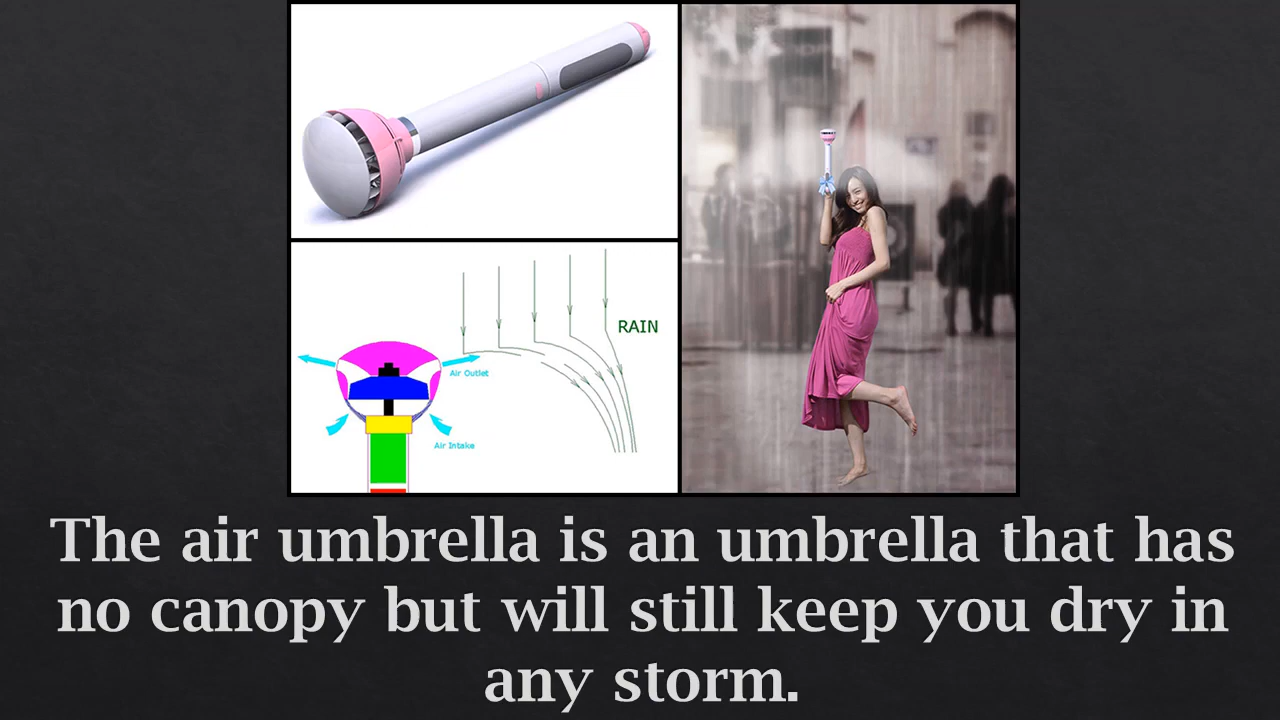 RAIN
Air Outlet
Air Intake
The air umbrella is an umbrella that has
no canopy but will still keep you dry in
any storm.